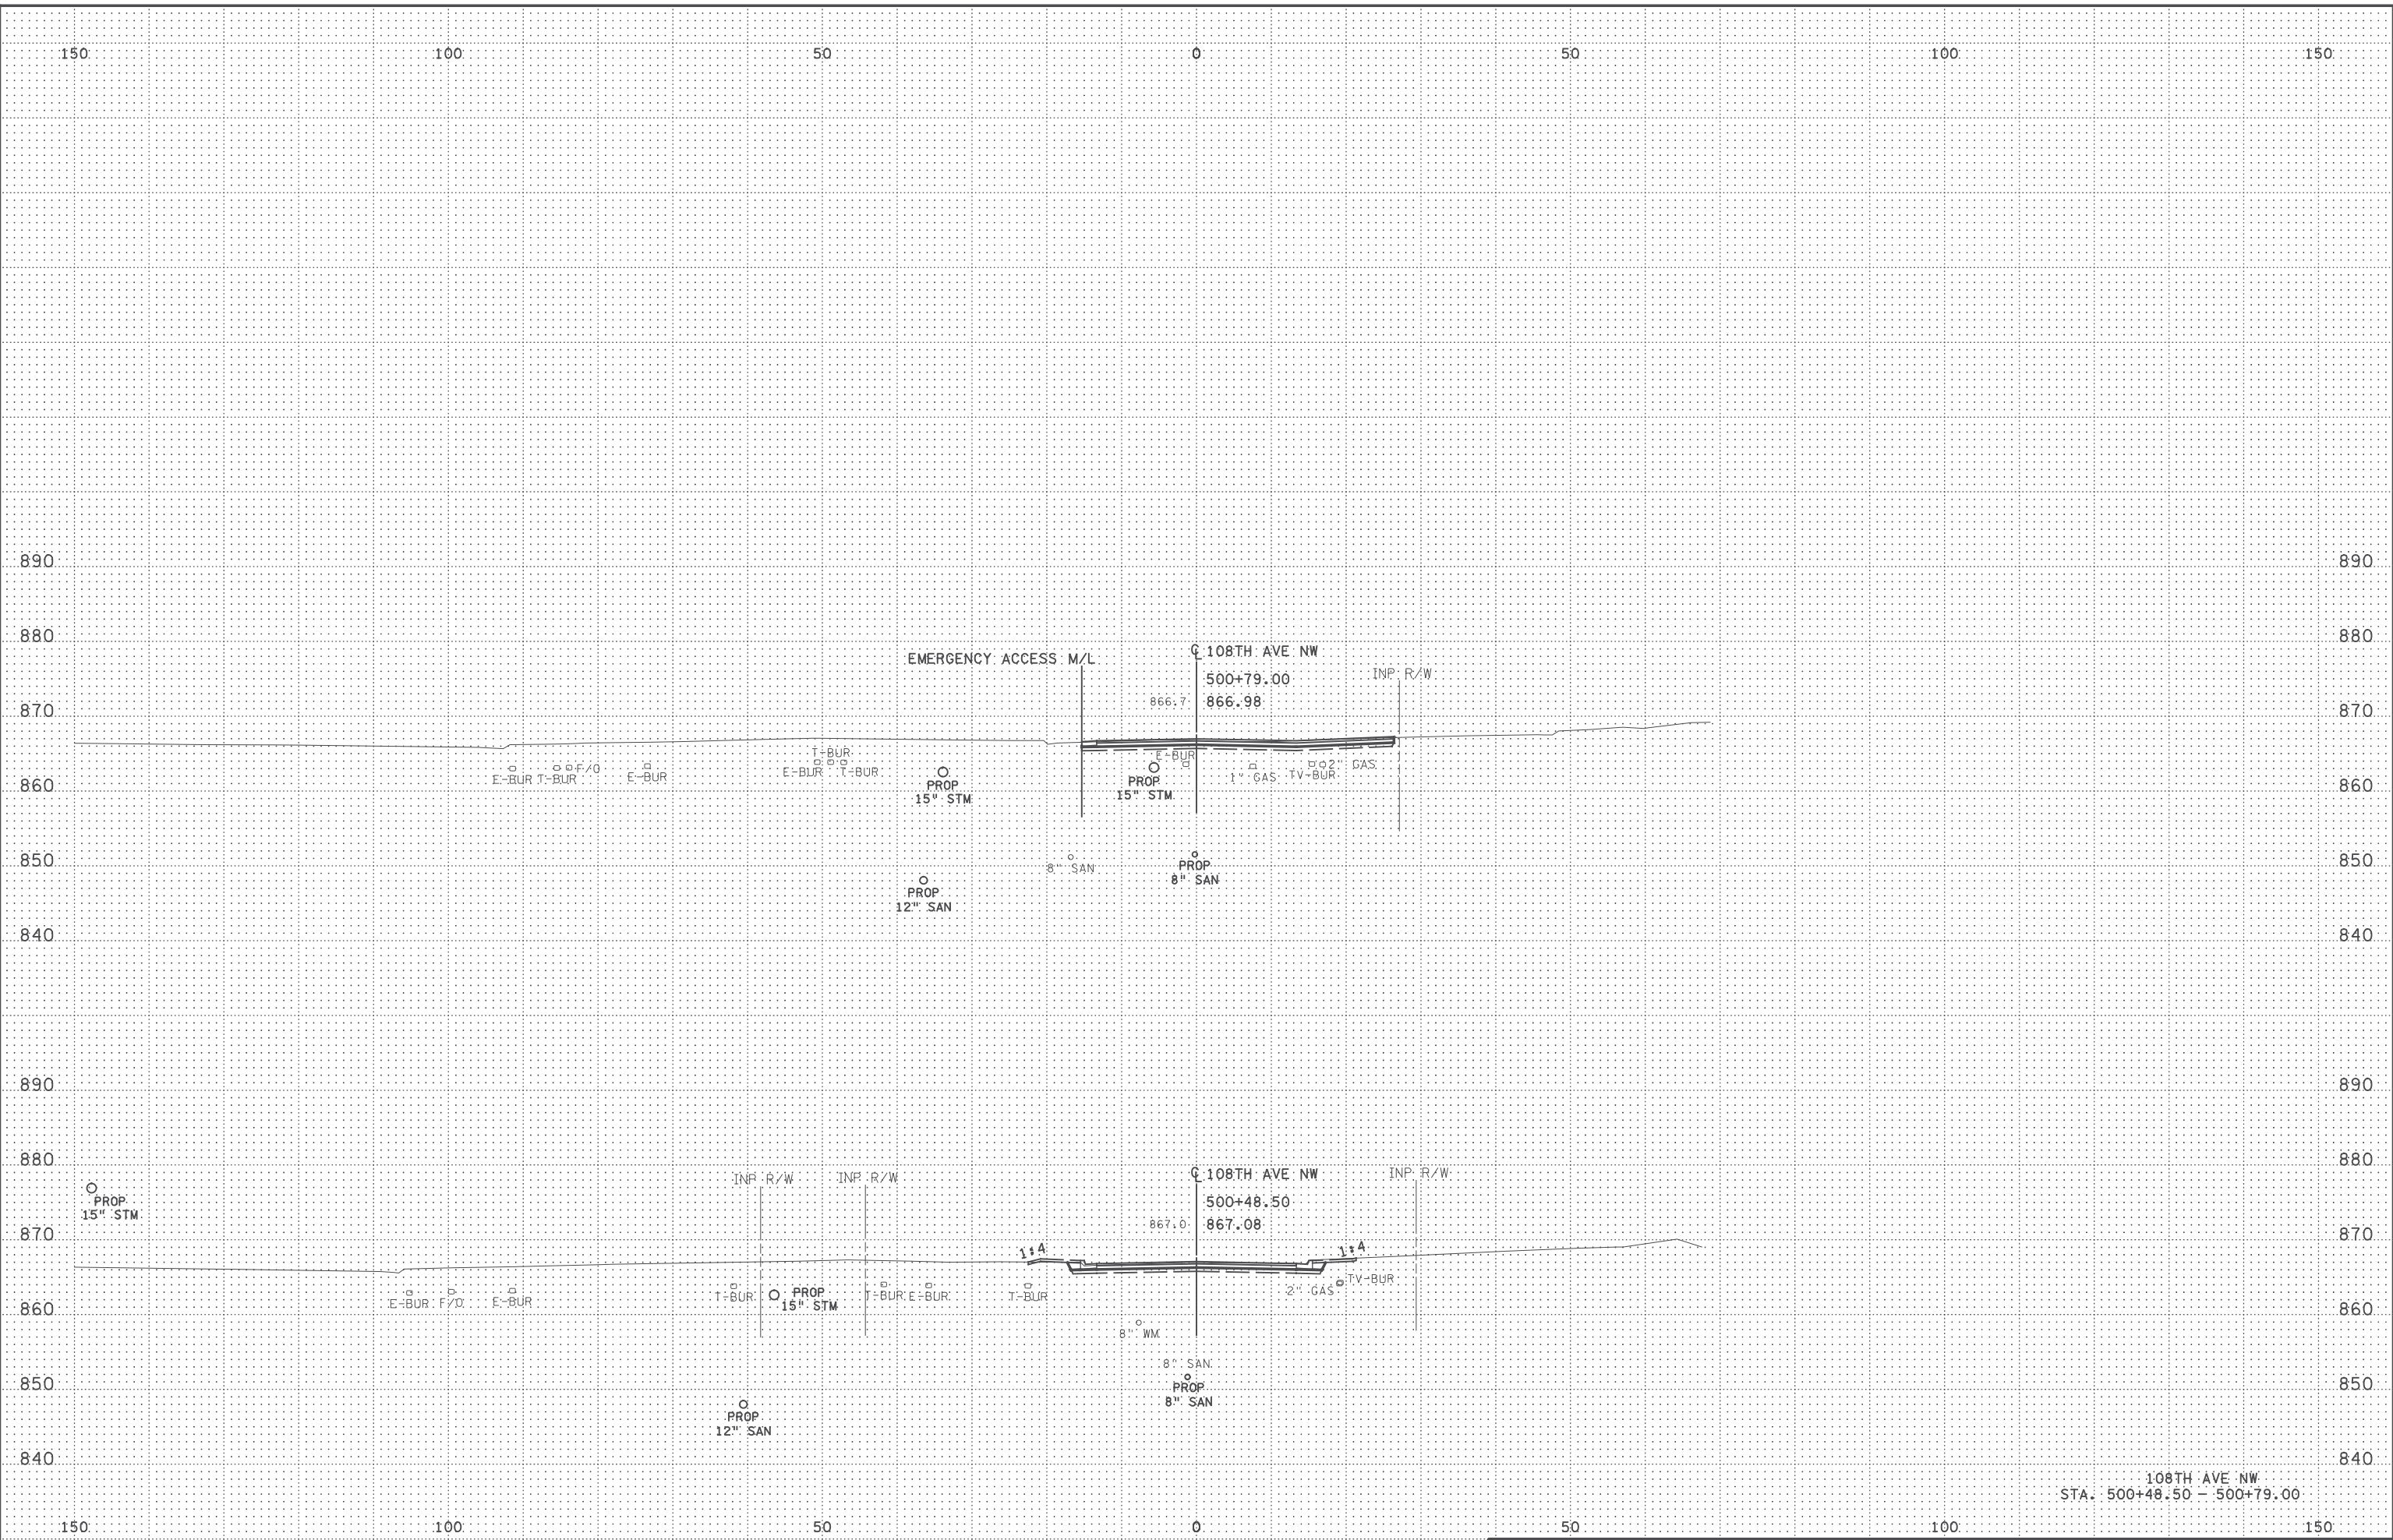 150 100 50 0 50 100 150
890 890
880 880
℄ 108TH AVE NW
EMERGENCY ACCESS M/L
INP R/W
500+79.00
866.7 866.98
870 870
T-BUR
E-BUR
E-BUR T-BUR F/O E-BUR E-BUR T-BUR 1" GAS TV-BUR 2" GAS
PROP
15" STM
PROP
15" STM
860 860
850 850
8" SAN
PROP
8" SAN
PROP
12" SAN
840 840
890 890
880 880
INP R/W INP R/W ℄ 108TH AVE NW INP R/W
PROP
15" STM
500+48.50
867.0 867.08
870 870
1:4 1:4
TV-BUR
E-BUR F/O E-BUR T-BUR T-BUR E-BUR T-BUR 2" GAS
PROP
15" STM
860 860
8" WM
8" SAN
PROP
8" SAN
850 850
PROP
12" SAN
840 840
108TH AVE NW
STA. 500+48.50 - 500+79.00
150 100 50 0 50 100 150